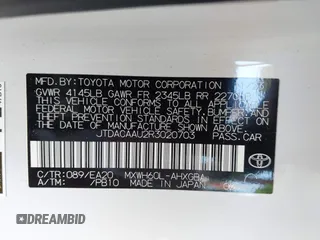 MFD.BY: TOYOTA MOTOR CORPORATION
GVWR 4145LB GAWR FR 2345LB RR
THIS VEHICLE CONFORMS TO ALL APPLICABLE
FEDERAL MOTOR VEHICLE SAFETY, BUMPER, AND
THEFT PREVENTION STANDARDS IN EFFECT ON
THE DATE OF MANUFACTURE SHOWN ABOVE.
JTDACAAU2R3020703
PASS.CAR
C/TR: 089/EA20 MXWH60L-AHXGBA
A/TM: /PB10 MADE IN JAPAN
TOYOTA
AUTOBIDCAR